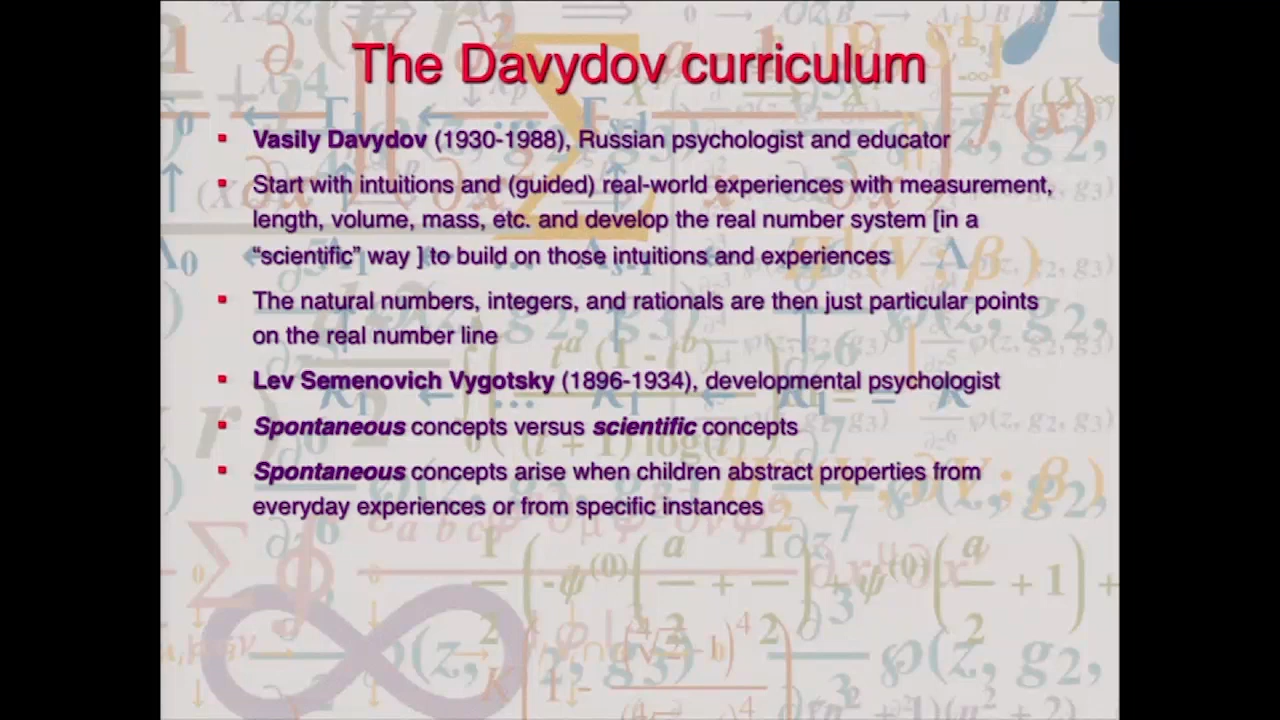 The Davydov curriculum
Vasily Davydov (1930-1988), Russian psychologist and educator
Start with intuitions and (guided) real-world experiences with measurement,
length, volume, mass, etc. and develop the real number system [in a
“scientific” way ] to build on those intuitions and experiences
The natural numbers, integers, and rationals are then just particular points
on the real number line
Lev Semenovich Vygotsky (1896-1934), developmental psychologist
Spontaneous concepts versus scientific concepts
Spontaneous concepts arise when children abstract properties from
everyday experiences or from specific instances